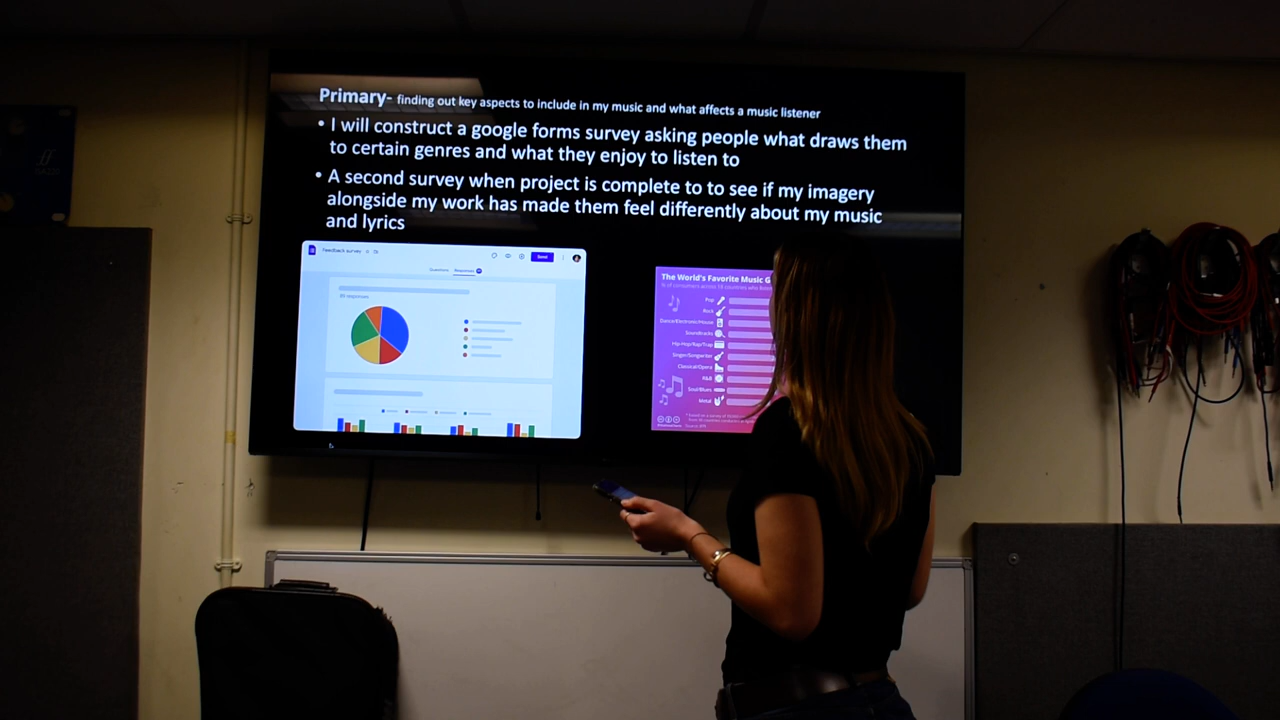 Primary- finding out key aspects to include in my music and what affects a music listener
• I will construct a google forms survey asking people what draws them
to certain genres and what they enjoy to listen to
• A second survey when project is complete to to see if my imagery
alongside my work has made them feel differently about my music
and lyrics
Feedback survey
Send
Questions Responses
89 responses
The World's Favorite Music G
Pop
Rock
Dance/Electronic/House
Soundtracks
Hip-Hop/Rap/Trap
Singer/Songwriter
Classical/Opera
R&B
Soul/Blues
Metal